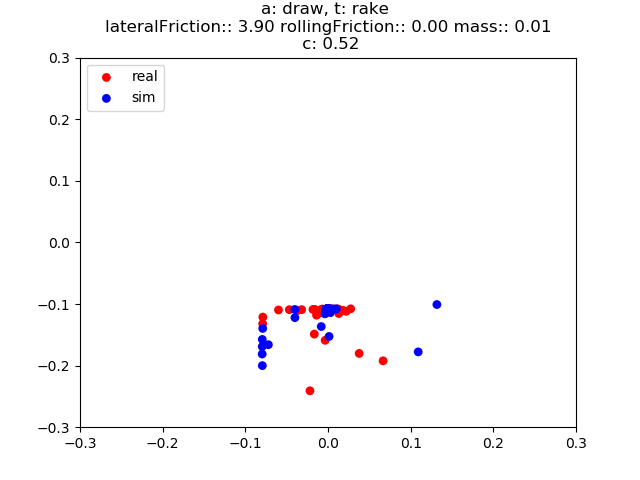 a: draw, t: rake
lateralFriction:: 3.90 rollingFriction:: 0.00 mass:: 0.01
c: 0.52
real
sim
0.3
0.2
0.1
0.0
−0.1
−0.2
−0.3
−0.3 −0.2 −0.1 0.0 0.1 0.2 0.3